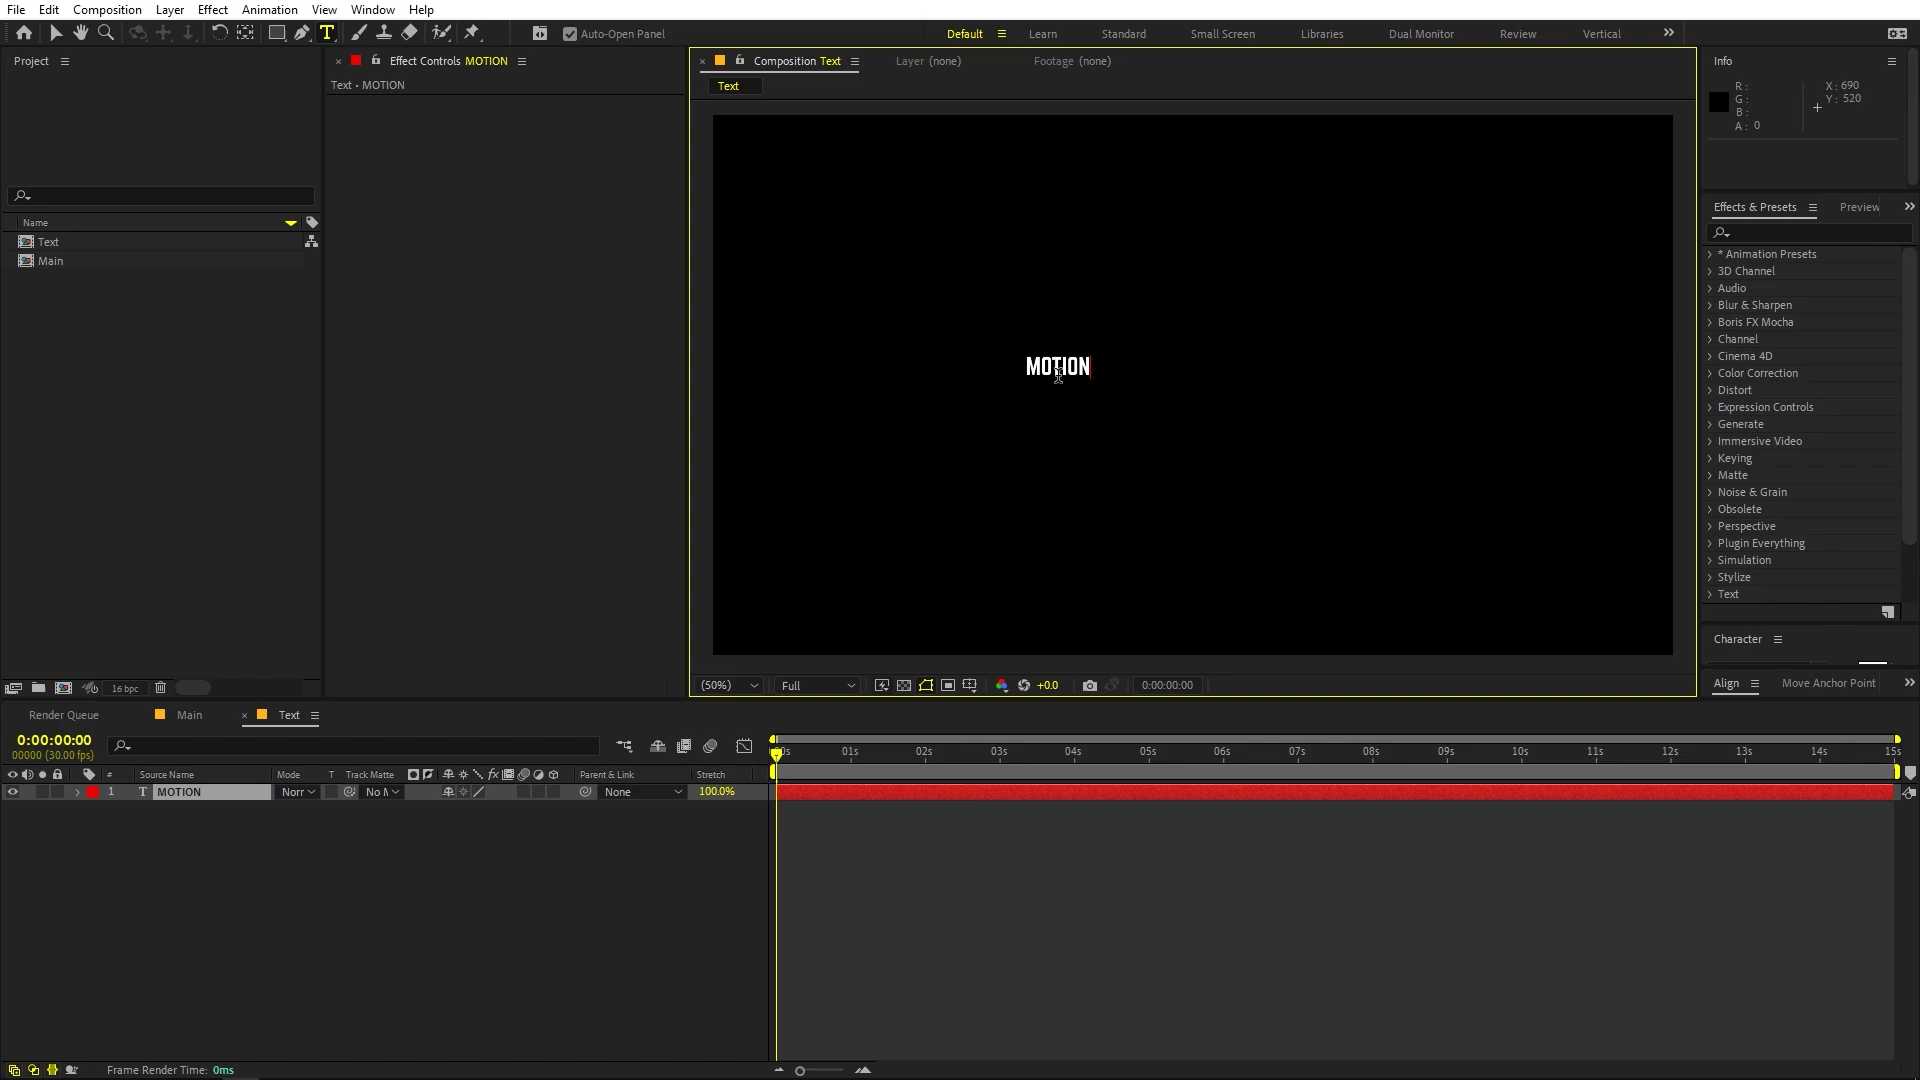 File Edit Composition Layer Effect Animation View Window Help
Auto-Open Panel
Default Learn Standard Small Screen Libraries Dual Monitor Review Vertical
Project
Name
Text
Main
16 bpc
Effect Controls MOTION
Text • MOTION
Composition Text
Layer (none)
Footage (none)
Text
MOTION
(50%)
Full
+0.0
0:00:00:00
Info
R :
G :
B :
A : 0
X : 690
Y : 520
Effects & Presets
Preview
* Animation Presets
3D Channel
Audio
Blur & Sharpen
Boris FX Mocha
Channel
Cinema 4D
Color Correction
Distort
Expression Controls
Generate
Immersive Video
Keying
Matte
Noise & Grain
Obsolete
Perspective
Plugin Everything
Simulation
Stylize
Text
Character
Align
Move Anchor Point
Render Queue
Main
Text
0:00:00:00
00000 (30.00 fps)
# Source Name Mode T Track Matte Parent & Link Stretch
1 T MOTION Norr No None 100.0%
01s 02s 03s 04s 05s 06s 07s 08s 09s 10s 11s 12s 13s 14s 15s
Frame Render Time: 0ms